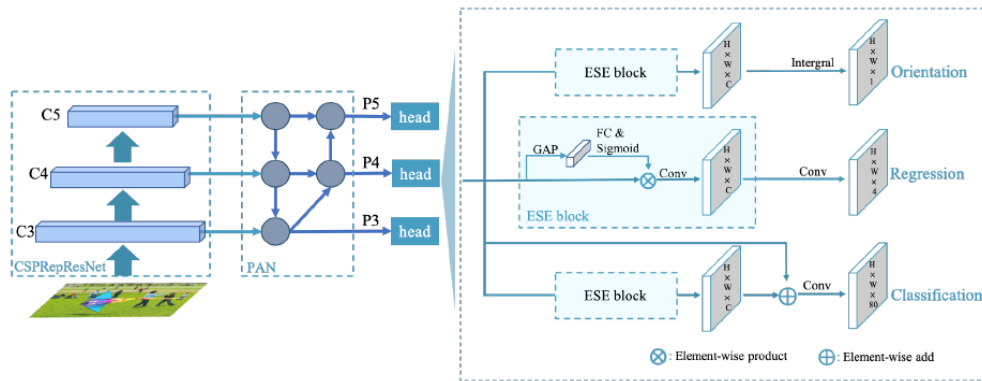 C5
C4
C3
CSPRepResNet
PAN
P5
P4
P3
head
head
head
ESE block
H × W × C
Intergral
H × W × 1
Orientation
GAP
FC &
Sigmoid
Conv
H × W × C
Conv
H × W × 4
Regression
ESE block
ESE block
H × W × C
Conv
H × W × 80
Classification
: Element-wise product
: Element-wise add